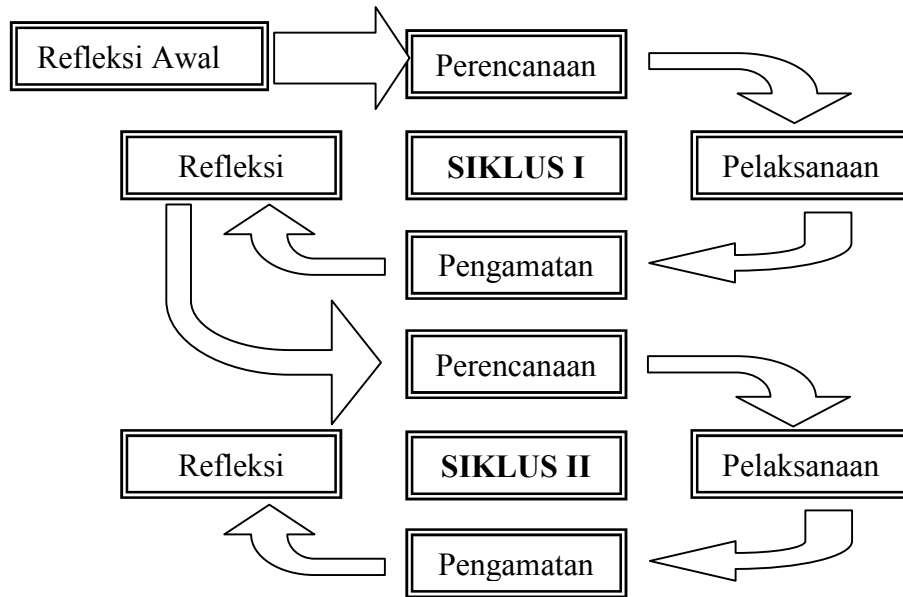 Refleksi Awal
Perencanaan
Refleksi
SIKLUS I
Pelaksanaan
Pengamatan
Perencanaan
Refleksi
SIKLUS II
Pelaksanaan
Pengamatan